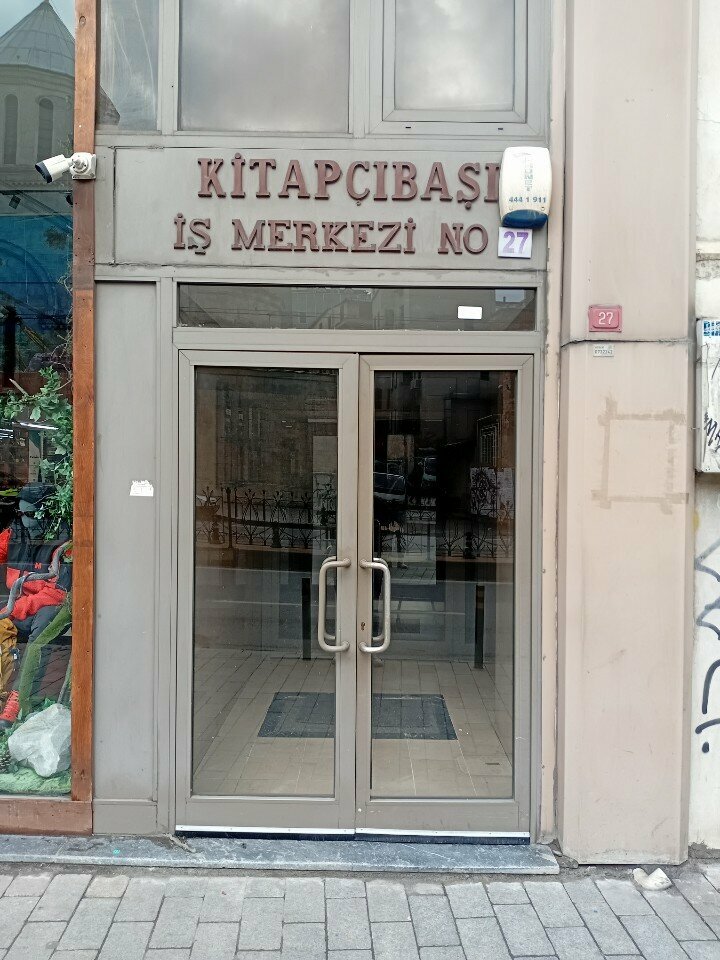 KİTAPÇIBAŞI
İŞ MERKEZİ NO
27
444 1 911
27